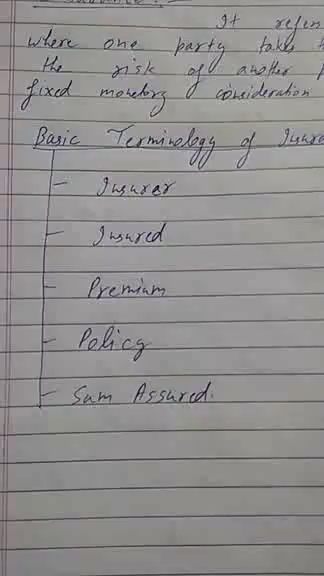 It refers
where one party takes
the risk of another
fixed monetary consideration
Basic Terminology of
- Insurer
- Insured
- Premium
- Policy
- Sum Assured.